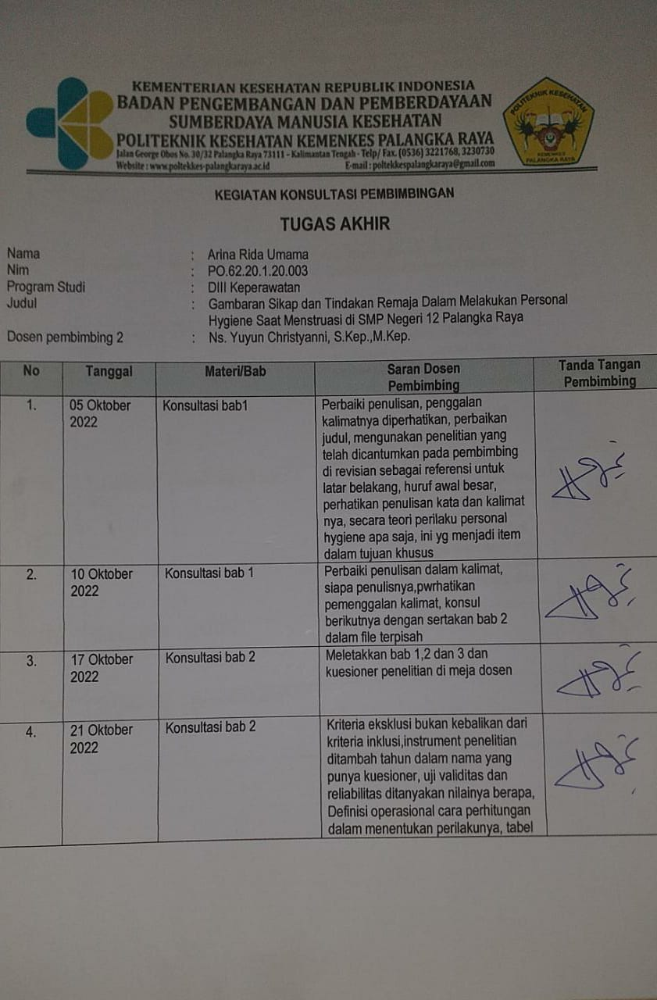 KEMENTERIAN KESEHATAN REPUBLIK INDONESIA
BADAN PENGEMBANGAN DAN PEMBERDAYAAN
SUMBERDAYA MANUSIA KESEHATAN
POLITEKNIK KESEHATAN KEMENKES PALANGKA RAYA
Jalan George Obos No. 30/32 Palangka Raya 73111 - Kalimantan Tengah - Telp/ Fax. (0536) 3221768, 3230730
Website : www.poltekkes-palangkaraya.ac.id E-mail : poltekkespalangkaraya@gmail.com
POLITEKNIK KESEHATAN
KEMENKES
PALANGKA RAYA
KEGIATAN KONSULTASI PEMBIMBINGAN
TUGAS AKHIR
Nama : Arina Rida Umama
Nim : PO.62.20.1.20.003
Program Studi : DIII Keperawatan
Judul : Gambaran Sikap dan Tindakan Remaja Dalam Melakukan Personal
Hygiene Saat Menstruasi di SMP Negeri 12 Palangka Raya
Dosen pembimbing 2 : Ns. Yuyun Christyanni, S.Kep.,M.Kep.
No Tanggal Materi/Bab Saran Dosen Pembimbing Tanda Tangan Pembimbing
1. 05 Oktober 2022 Konsultasi bab1 Perbaiki penulisan, penggalan
kalimatnya diperhatikan, perbaikan
judul, mengunakan penelitian yang
telah dicantumkan pada pembimbing
di revisian sebagai referensi untuk
latar belakang, huruf awal besar,
perhatikan penulisan kata dan kalimat
nya, secara teori perilaku personal
hygiene apa saja, ini yg menjadi item
dalam tujuan khusus
2. 10 Oktober 2022 Konsultasi bab 1 Perbaiki penulisan dalam kalimat,
siapa penulisnya,pwrhatikan
pemenggalan kalimat, konsul
berikutnya dengan sertakan bab 2
dalam file terpisah
3. 17 Oktober 2022 Konsultasi bab 2 Meletakkan bab 1,2 dan 3 dan
kuesioner penelitian di meja dosen
4. 21 Oktober 2022 Konsultasi bab 2 Kriteria eksklusi bukan kebalikan dari
kriteria inklusi,instrument penelitian
ditambah tahun dalam nama yang
punya kuesioner, uji validitas dan
reliabilitas ditanyakan nilainya berapa,
Definisi operasional cara perhitungan
dalam menentukan perilakunya, tabel